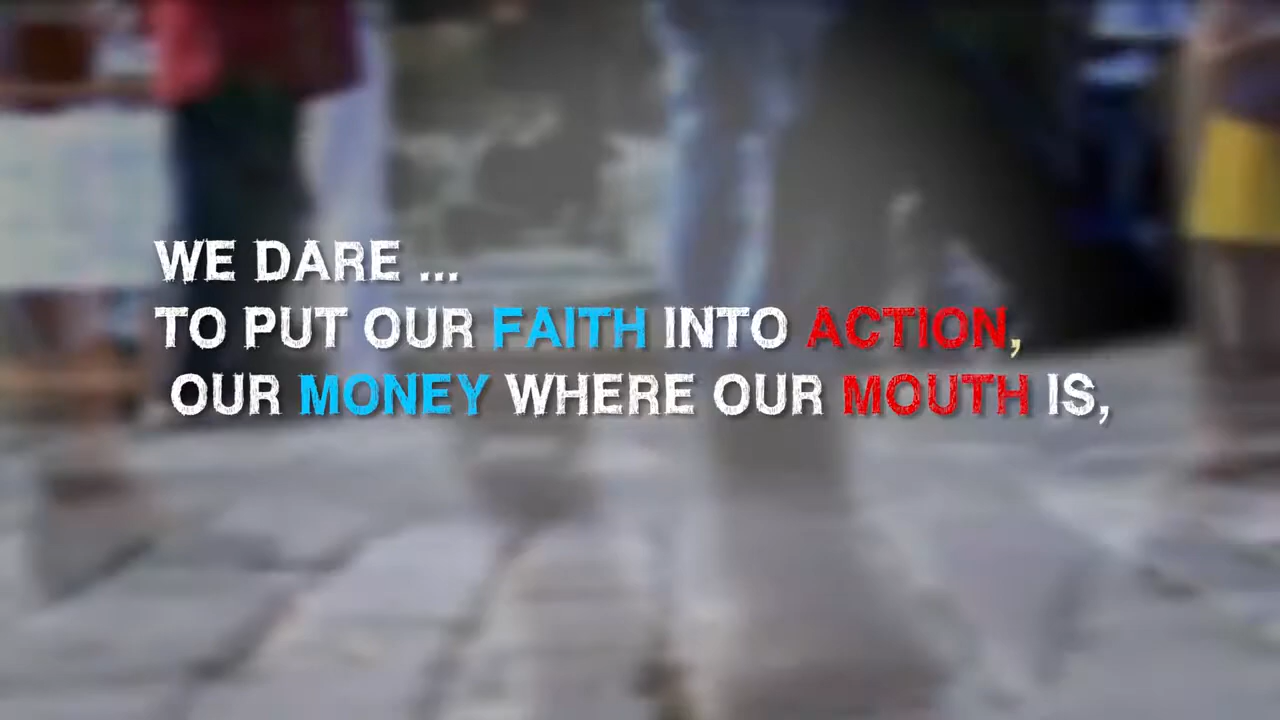 WE DARE ...
TO PUT OUR FAITH INTO ACTION,
OUR MONEY WHERE OUR MOUTH IS,